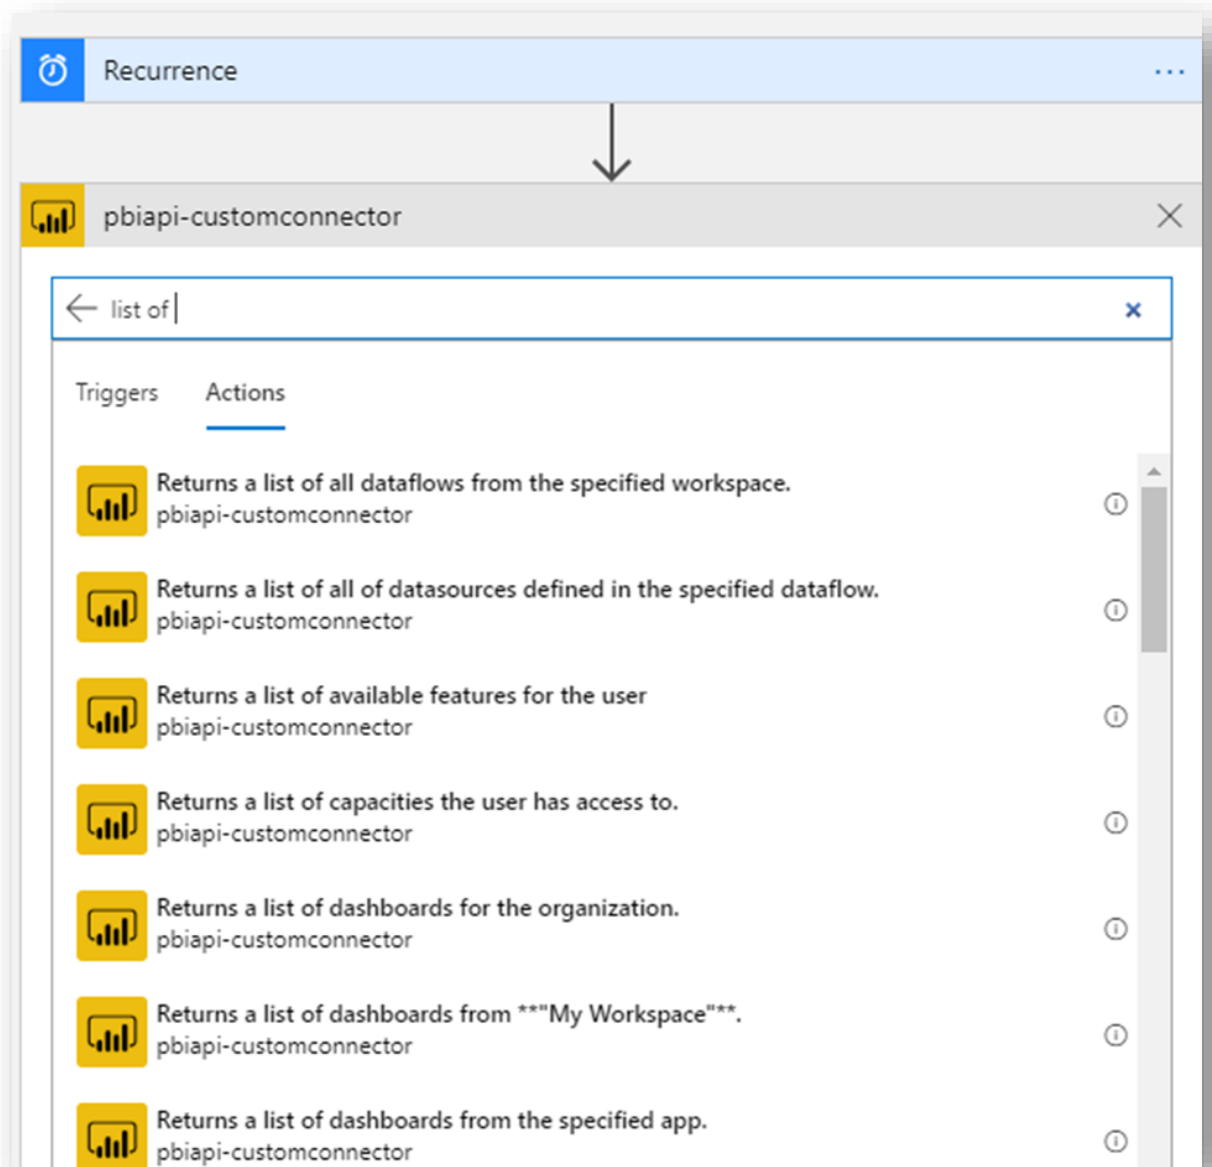 Recurrence
pbiapi-customconnector
list of
Triggers Actions
Returns a list of all dataflows from the specified workspace.
pbiapi-customconnector
Returns a list of all of datasources defined in the specified dataflow.
pbiapi-customconnector
Returns a list of available features for the user
pbiapi-customconnector
Returns a list of capacities the user has access to.
pbiapi-customconnector
Returns a list of dashboards for the organization.
pbiapi-customconnector
Returns a list of dashboards from **"My Workspace"**.
pbiapi-customconnector
Returns a list of dashboards from the specified app.
pbiapi-customconnector